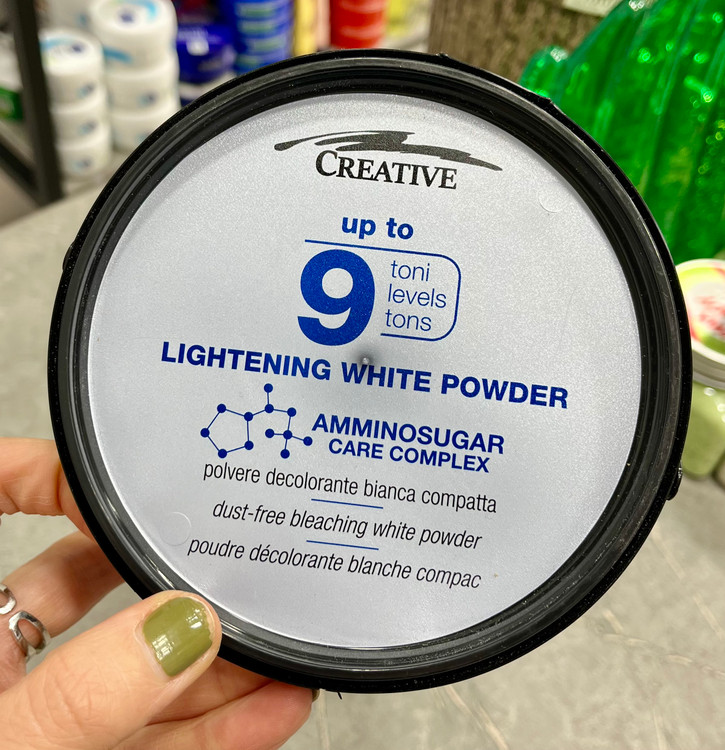 CREATIVE
up to
9
toni
levels
tons
LIGHTENING WHITE POWDER
AMMINOSUGAR
CARE COMPLEX
polvere decolorante bianca compatta
dust-free bleaching white powder
poudre décolorante blanche compac